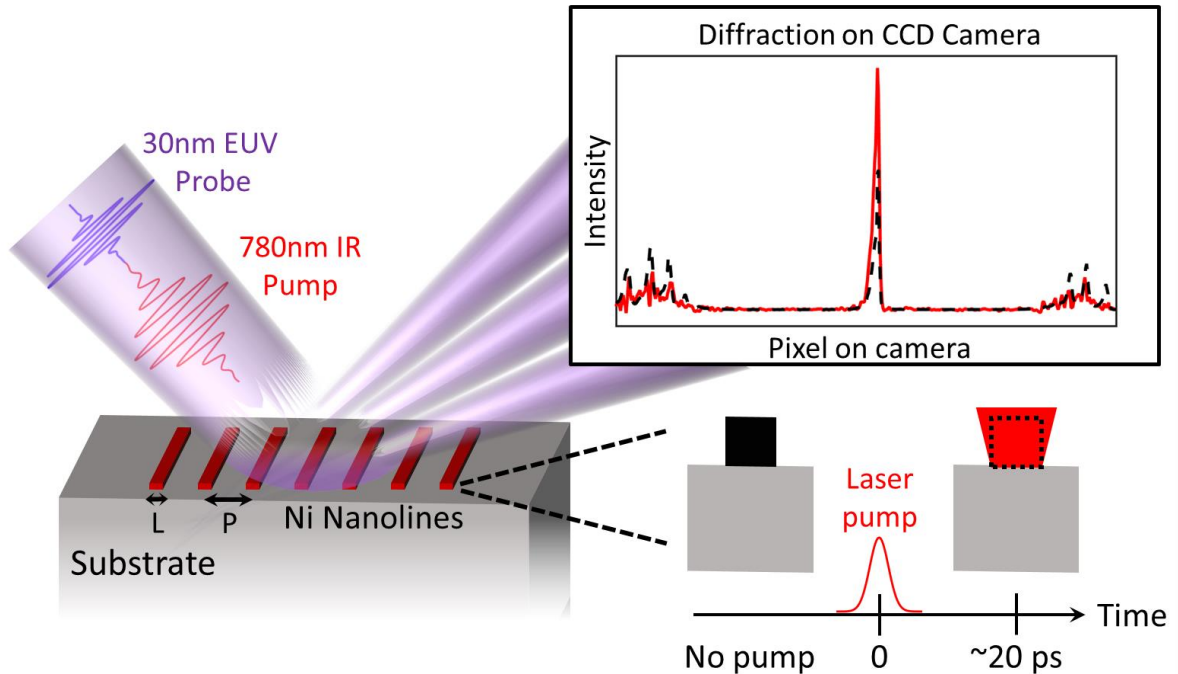 Diffraction on CCD Camera
Intensity
Pixel on camera
30nm EUV
Probe
780nm IR
Pump
L
P
Ni Nanolines
Substrate
Laser
pump
Time
No pump
0
~20 ps